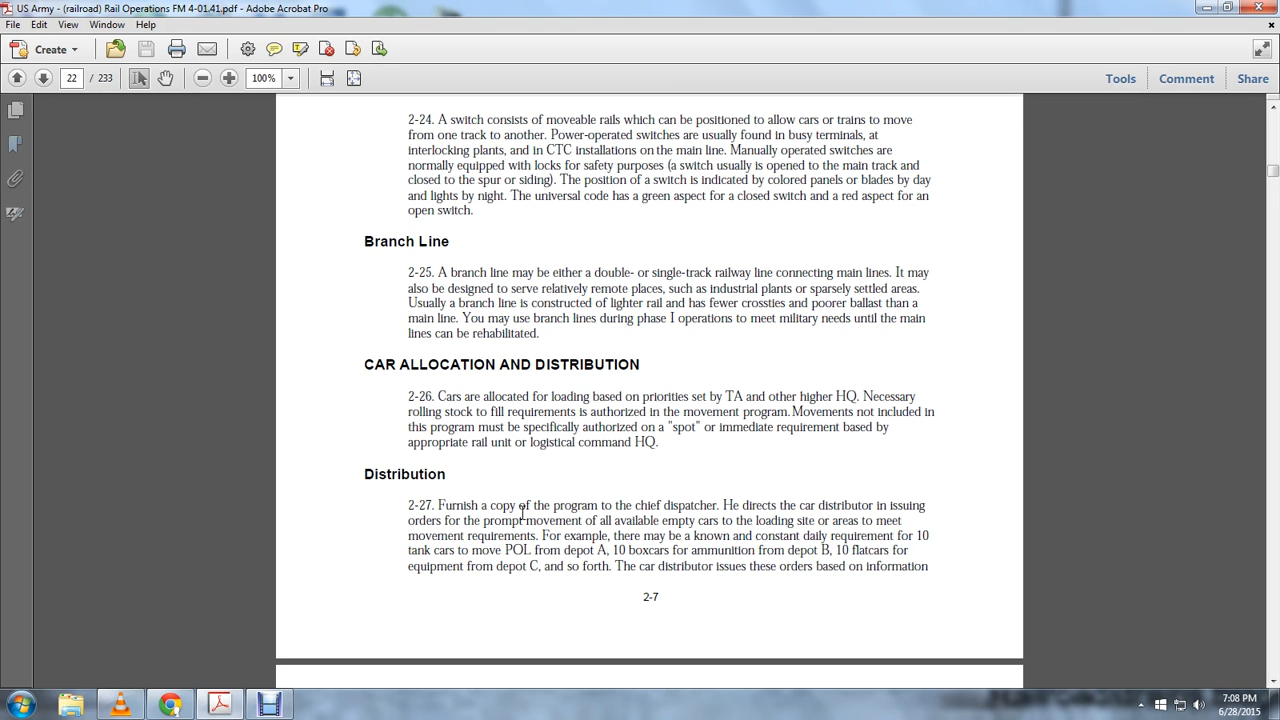 US Army - (railroad) Rail Operations FM 4-01.41.pdf - Adobe Acrobat Pro
File Edit View Window Help
Create
22 / 233 100% Tools Comment Share
2-24. A switch consists of moveable rails which can be positioned to allow cars or trains to move
from one track to another. Power-operated switches are usually found in busy terminals, at
interlocking plants, and in CTC installations on the main line. Manually operated switches are
normally equipped with locks for safety purposes (a switch usually is opened to the main track and
closed to the spur or siding). The position of a switch is indicated by colored panels or blades by day
and lights by night. The universal code has a green aspect for a closed switch and a red aspect for an
open switch.
Branch Line
2-25. A branch line may be either a double- or single-track railway line connecting main lines. It may
also be designed to serve relatively remote places, such as industrial plants or sparsely settled areas.
Usually a branch line is constructed of lighter rail and has fewer crossties and poorer ballast than a
main line. You may use branch lines during phase I operations to meet military needs until the main
lines can be rehabilitated.
CAR ALLOCATION AND DISTRIBUTION
2-26. Cars are allocated for loading based on priorities set by TA and other higher HQ. Necessary
rolling stock to fill requirements is authorized in the movement program. Movements not included in
this program must be specifically authorized on a "spot" or immediate requirement based by
appropriate rail unit or logistical command HQ.
Distribution
2-27. Furnish a copy of the program to the chief dispatcher. He directs the car distributor in issuing
orders for the prompt movement of all available empty cars to the loading site or areas to meet
movement requirements. For example, there may be a known and constant daily requirement for 10
tank cars to move POL from depot A, 10 boxcars for ammunition from depot B, 10 flatcars for
equipment from depot C, and so forth. The car distributor issues these orders based on information
2-7
7:08 PM
6/28/2015